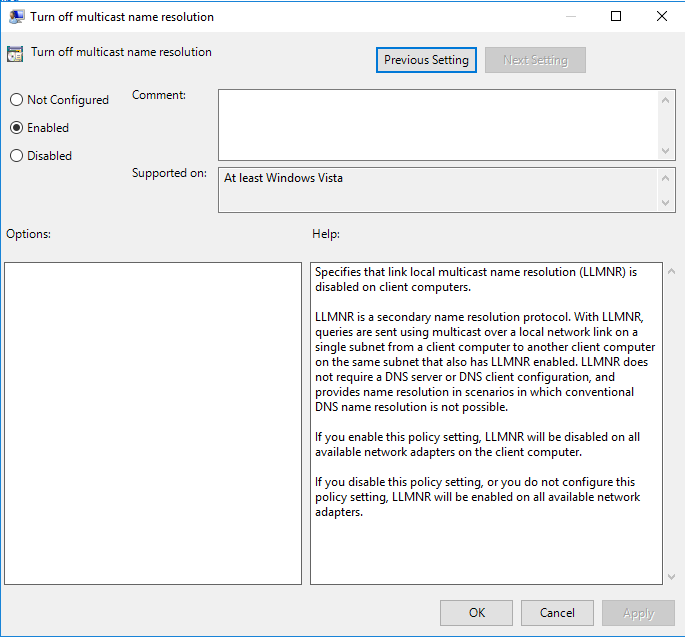 Turn off multicast name resolution
Turn off multicast name resolution
Previous Setting
Next Setting
Not Configured
Comment:
Enabled
Disabled
Supported on:
At least Windows Vista
Options:
Help:
Specifies that link local multicast name resolution (LLMNR) is
disabled on client computers.
LLMNR is a secondary name resolution protocol. With LLMNR,
queries are sent using multicast over a local network link on a
single subnet from a client computer to another client computer
on the same subnet that also has LLMNR enabled. LLMNR does
not require a DNS server or DNS client configuration, and
provides name resolution in scenarios in which conventional
DNS name resolution is not possible.
If you enable this policy setting, LLMNR will be disabled on all
available network adapters on the client computer.
If you disable this policy setting, or you do not configure this
policy setting, LLMNR will be enabled on all available network
adapters.
OK
Cancel
Apply